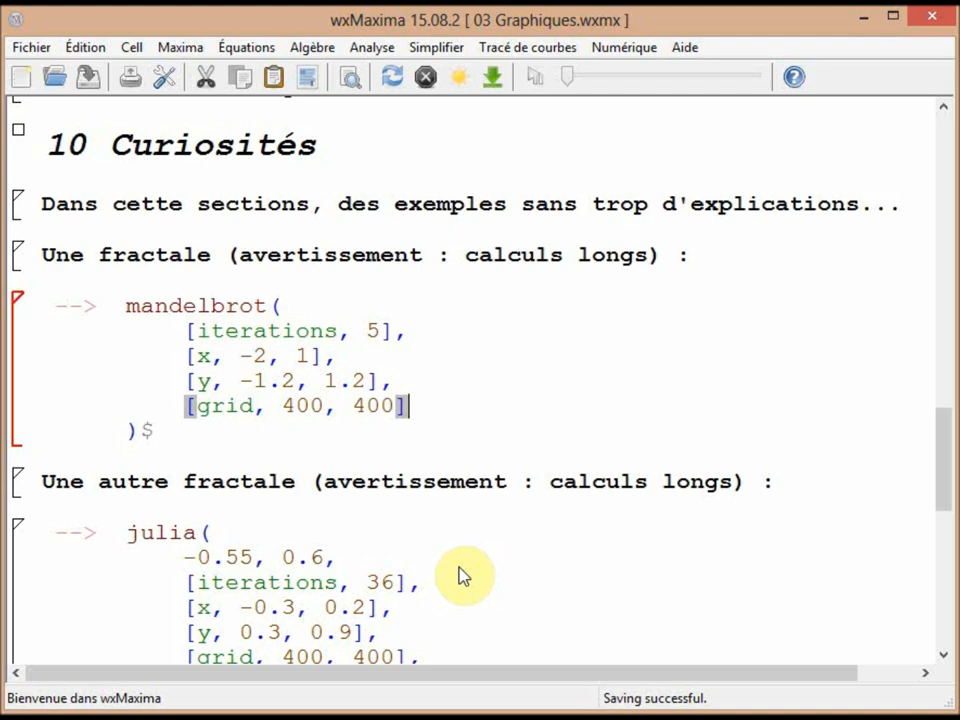 wxMaxima 15.08.2 [ 03 Graphiques.wxmx ]
Fichier Édition Cell Maxima Équations Algèbre Analyse Simplifier Tracé de courbes Numérique Aide
10 Curiosités
Dans cette sections, des exemples sans trop d'explications...
Une fractale (avertissement : calculs longs) :
--> mandelbrot(
[iterations, 5],
[x, -2, 1],
[y, -1.2, 1.2],
[grid, 400, 400]
)$
Une autre fractale (avertissement : calculs longs) :
--> julia(
-0.55, 0.6,
[iterations, 36],
[x, -0.3, 0.2],
[y, 0.3, 0.9],
[grid, 400, 400],
Bienvenue dans wxMaxima Saving successful.